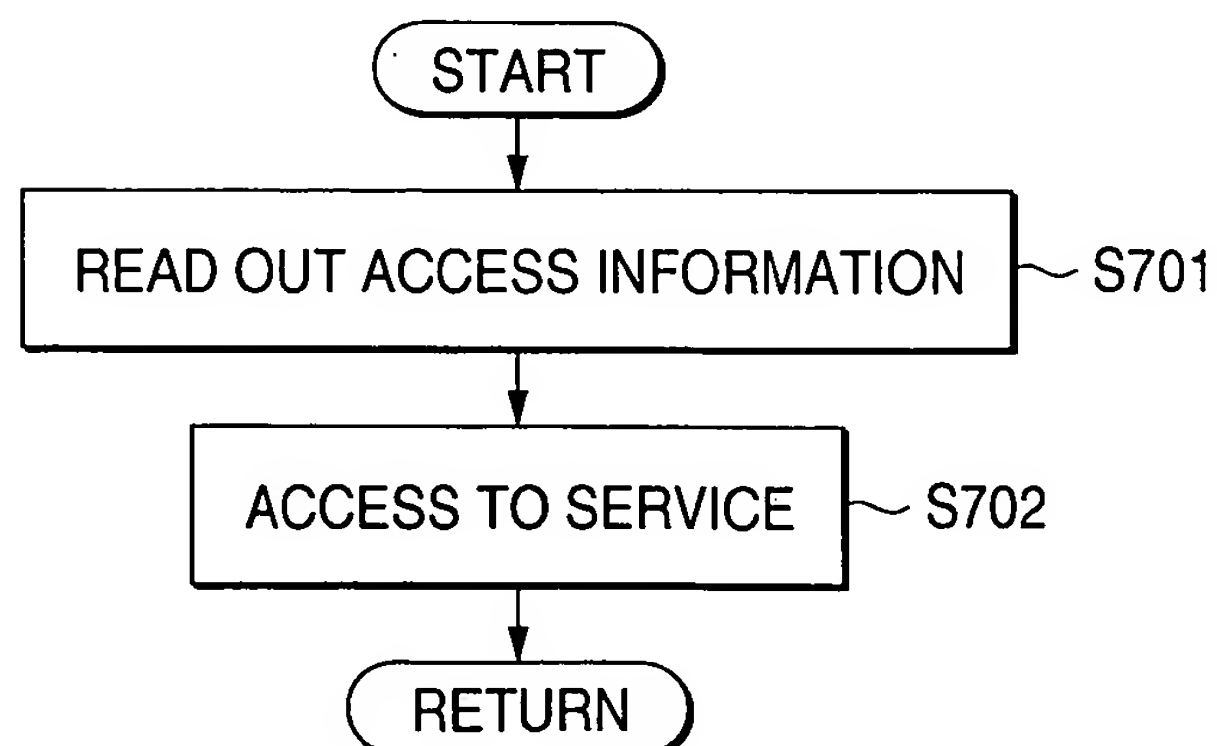 START
READ OUT ACCESS INFORMATION S701
ACCESS TO SERVICE S702
RETURN